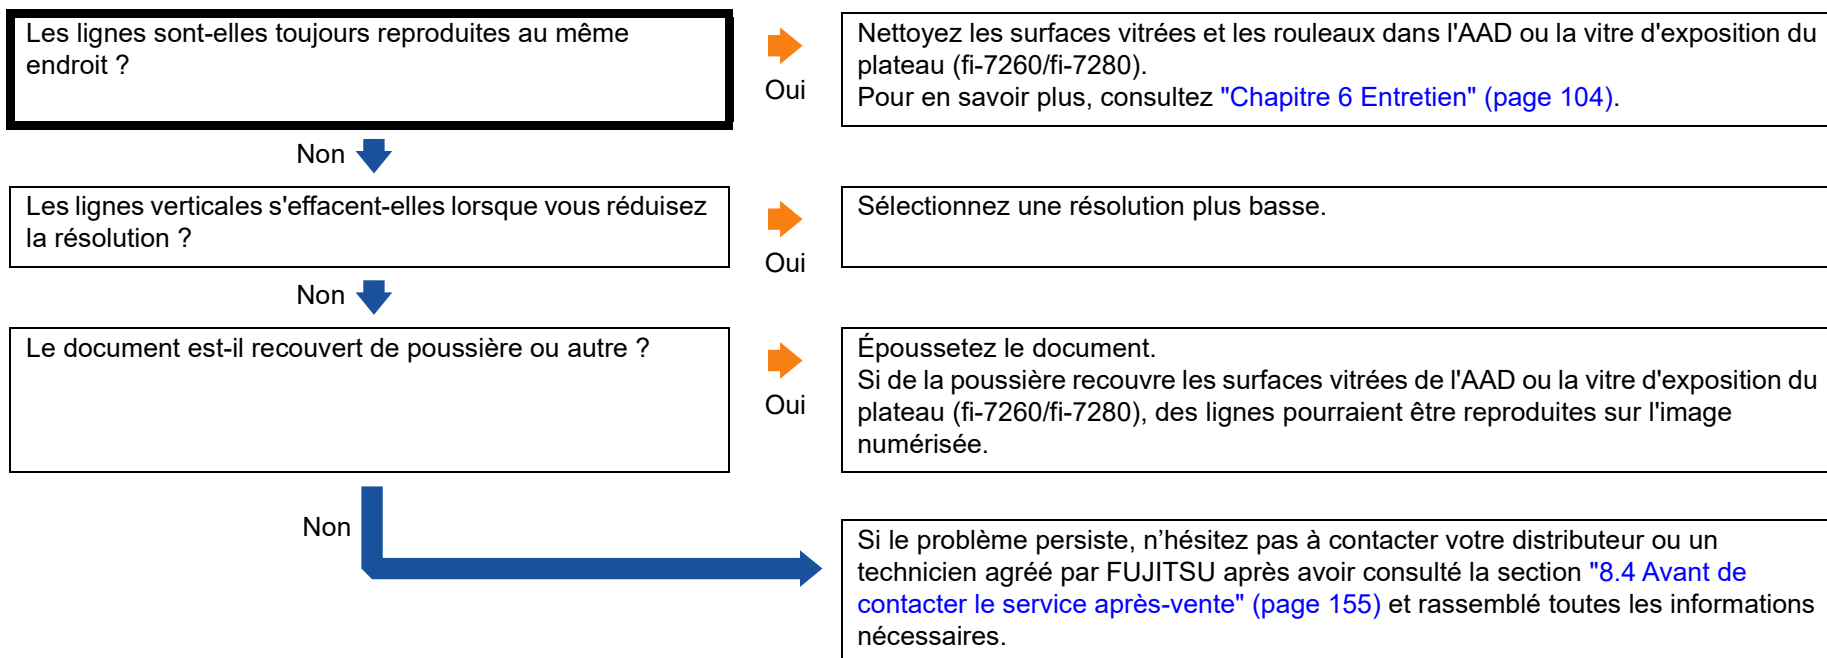 Les lignes sont-elles toujours reproduites au même
endroit ?
Oui
Nettoyez les surfaces vitrées et les rouleaux dans l'AAD ou la vitre d'exposition du
plateau (fi-7260/fi-7280).
Pour en savoir plus, consultez "Chapitre 6 Entretien" (page 104).
Non
Les lignes verticales s'effacent-elles lorsque vous réduisez
la résolution ?
Oui
Sélectionnez une résolution plus basse.
Non
Le document est-il recouvert de poussière ou autre ?
Oui
Époussetez le document.
Si de la poussière recouvre les surfaces vitrées de l'AAD ou la vitre d'exposition du
plateau (fi-7260/fi-7280), des lignes pourraient être reproduites sur l'image
numérisée.
Non
Si le problème persiste, n’hésitez pas à contacter votre distributeur ou un
technicien agréé par FUJITSU après avoir consulté la section "8.4 Avant de
contacter le service après-vente" (page 155) et rassemblé toutes les informations
nécessaires.